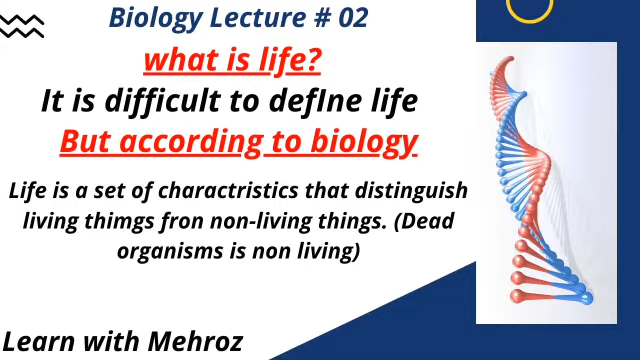 Biology Lecture # 02
what is life?
It is difficult to defIne life
But according to biology
Life is a set of charactristics that distinguish
living thimgs fron non-living things. (Dead
organisms is non living)
Learn with Mehroz